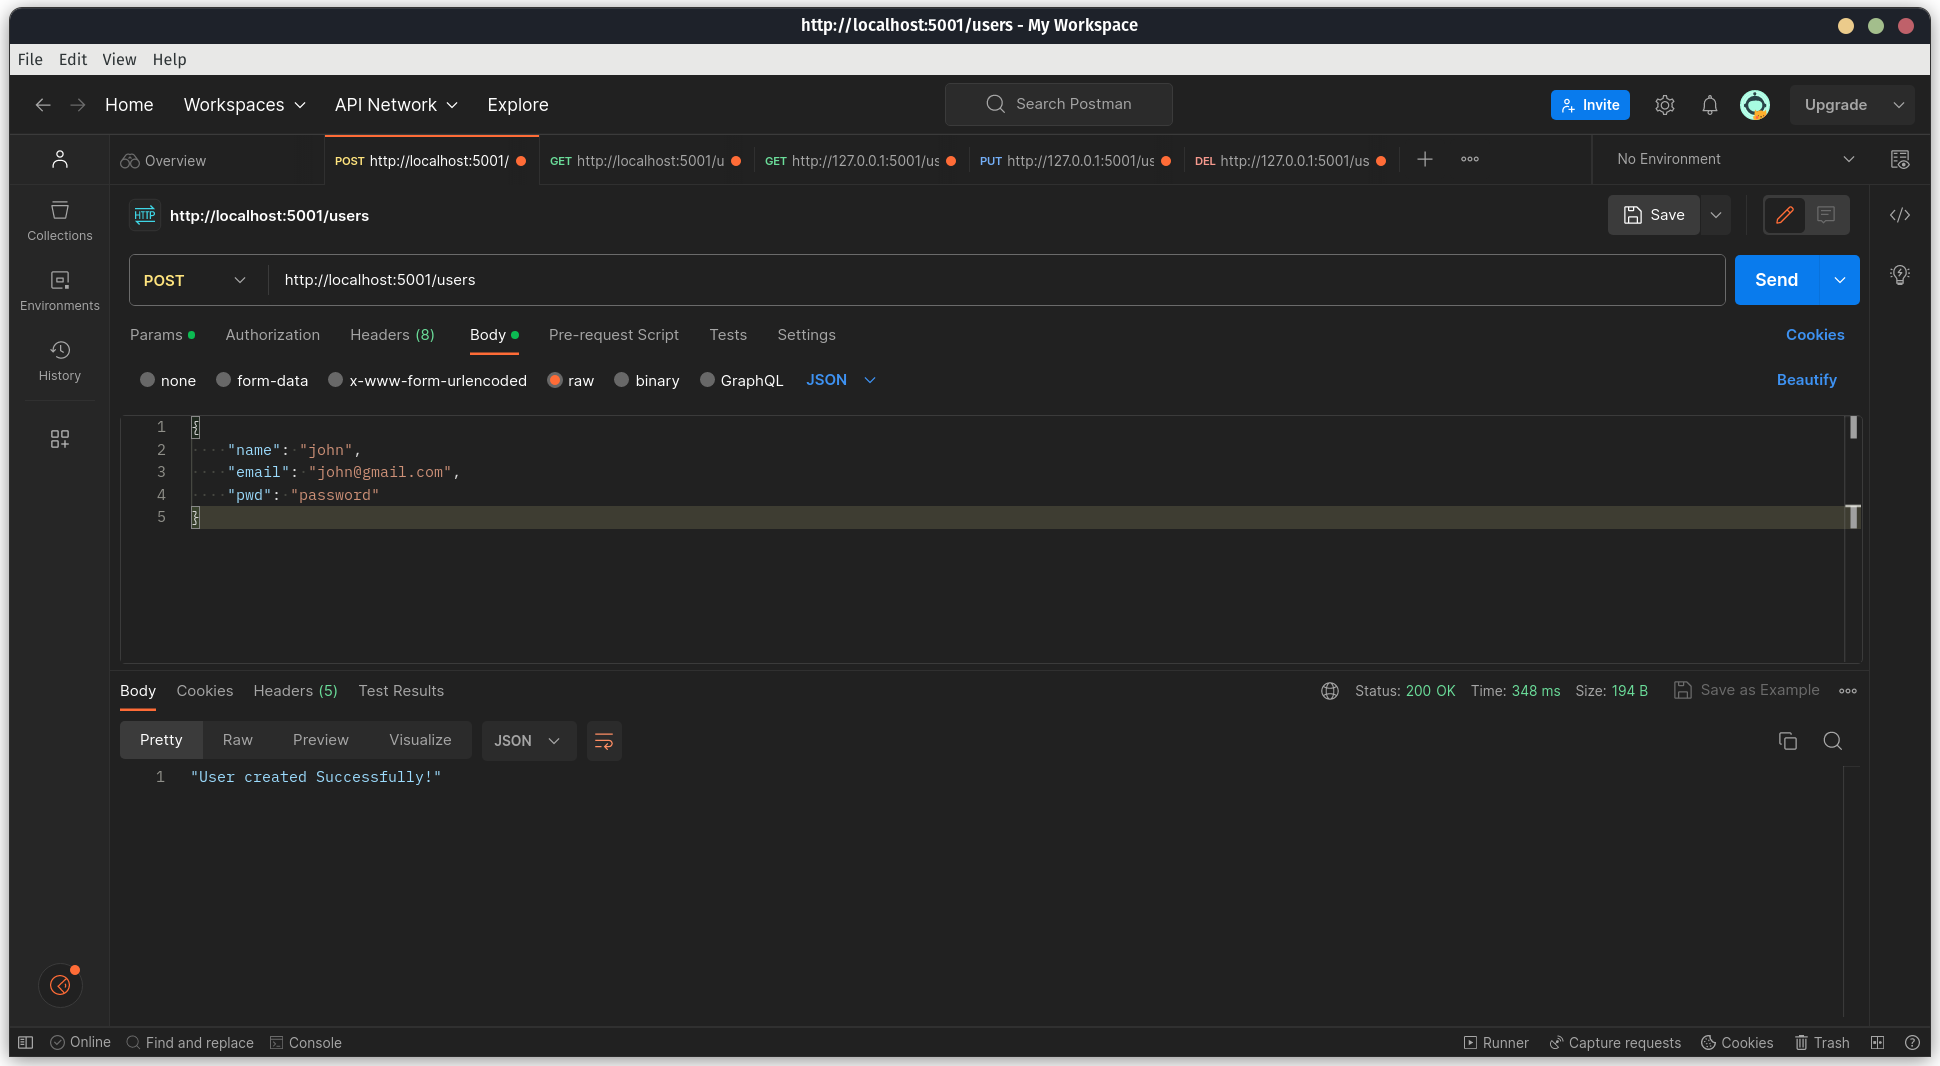 http://localhost:5001/users - My Workspace
File Edit View Help
Home Workspaces API Network Explore Search Postman Invite Upgrade
Overview POST http://localhost:5001/ GET http://localhost:5001/u GET http://127.0.0.1:5001/us PUT http://127.0.0.1:5001/us DEL http://127.0.0.1:5001/us No Environment
Collections
Environments
History
HTTP http://localhost:5001/users Save
POST http://localhost:5001/users Send
Params Authorization Headers (8) Body Pre-request Script Tests Settings Cookies
none form-data x-www-form-urlencoded raw binary GraphQL JSON Beautify
1 {
2 "name": "john",
3 "email": "john@gmail.com",
4 "pwd": "password"
5 }
Body Cookies Headers (5) Test Results Status: 200 OK Time: 348 ms Size: 194 B Save as Example
Pretty Raw Preview Visualize JSON
1 "User created Successfully!"
Online Find and replace Console Runner Capture requests Cookies Trash